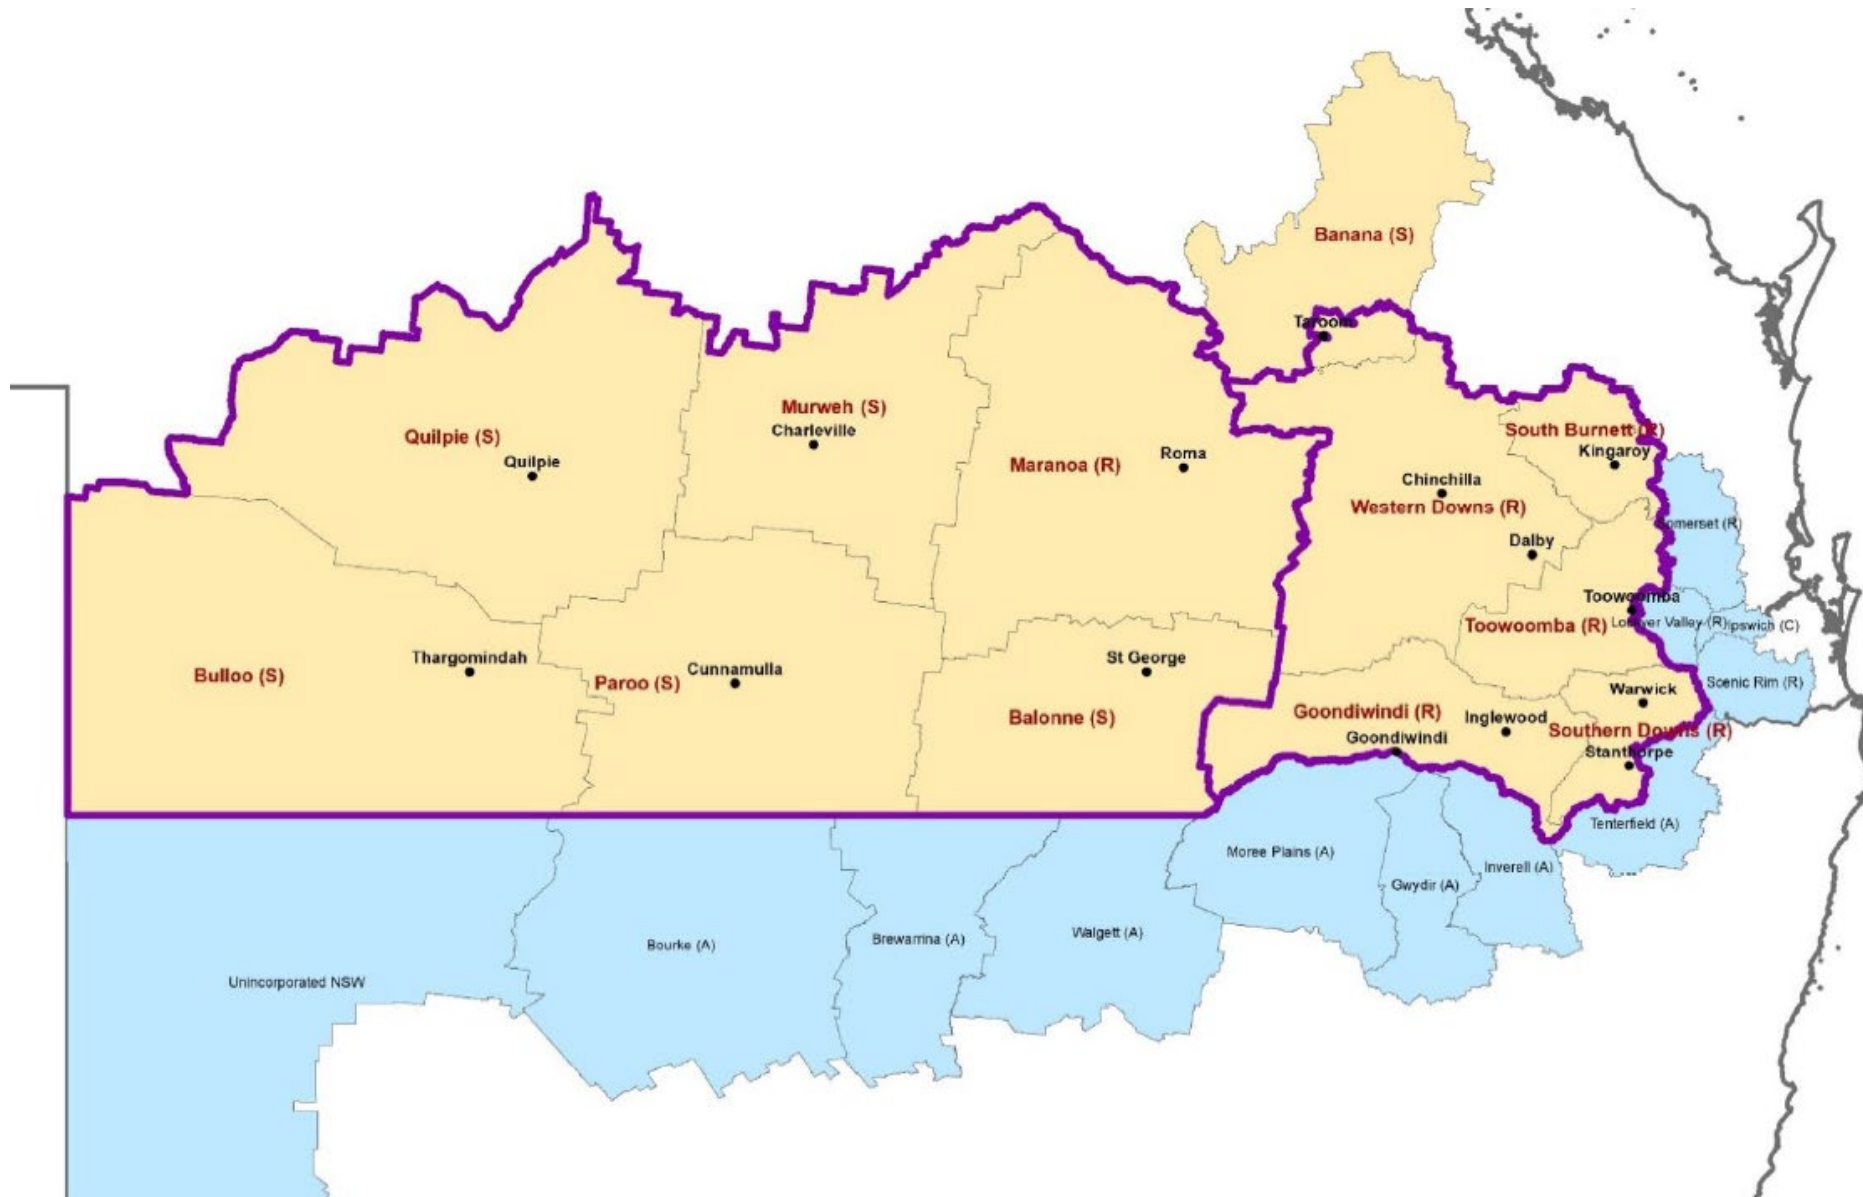 Banana (S)
Taroom
Murweh (S)
Charleville
Quilpie (S)
Quilpie
Maranoa (R)
Roma
South Burnett (R)
Kingaroy
Chinchilla
Western Downs (R)
Dalby
Somerset (R)
Toowoomba
Toowoomba (R)
Lockyer Valley (R)
Ipswich (C)
Bulloo (S)
Thargomindah
Paroo (S)
Cunnamulla
St George
Balonne (S)
Scenic Rim (R)
Warwick
Goondiwindi (R)
Inglewood
Goondiwindi
Southern Downs (R)
Stanthorpe
Tenterfield (A)
Moree Plains (A)
Inverell (A)
Gwydir (A)
Walgett (A)
Brewarrina (A)
Bourke (A)
Unincorporated NSW